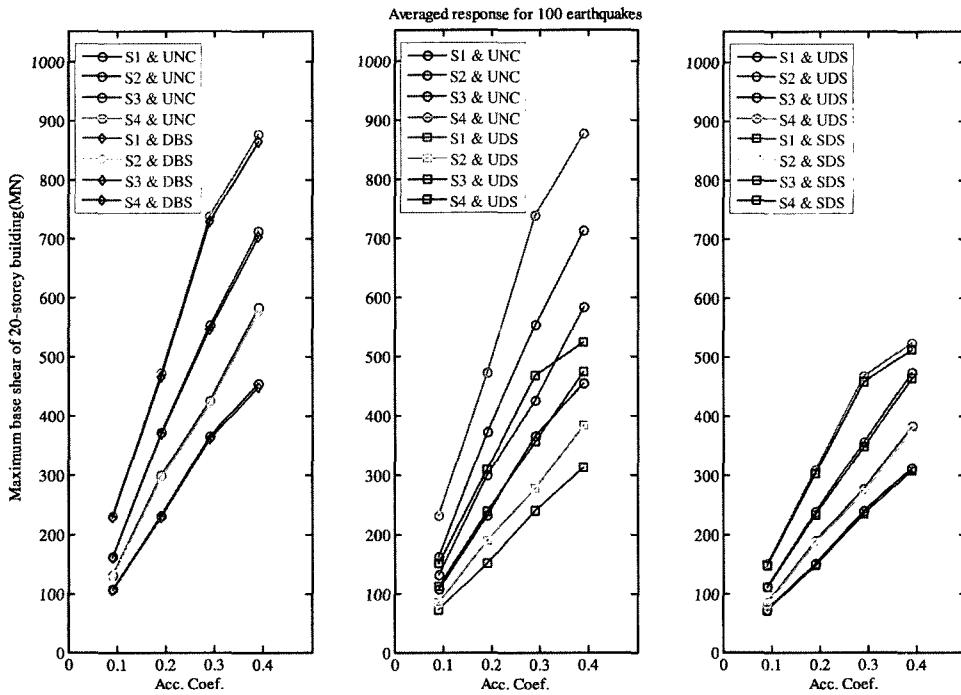 Averaged response for 100 earthquakes
Maximum base shear of 20-storey building(MN)
1000
900
800
700
600
500
400
300
200
100
0
0 0.1 0.2 0.3 0.4
Acc. Coef.
S1 & UNC
S2 & UNC
S3 & UNC
S4 & UNC
S1 & DBS
S2 & DBS
S3 & DBS
S4 & DBS
1000
900
800
700
600
500
400
300
200
100
0
0 0.1 0.2 0.3 0.4
Acc. Coef.
S1 & UNC
S2 & UNC
S3 & UNC
S4 & UNC
S1 & UDS
S2 & UDS
S3 & UDS
S4 & UDS
1000
900
800
700
600
500
400
300
200
100
0
0 0.1 0.2 0.3 0.4
Acc. Coef.
S1 & UDS
S2 & UDS
S3 & UDS
S4 & UDS
S1 & SDS
S2 & SDS
S3 & SDS
S4 & SDS